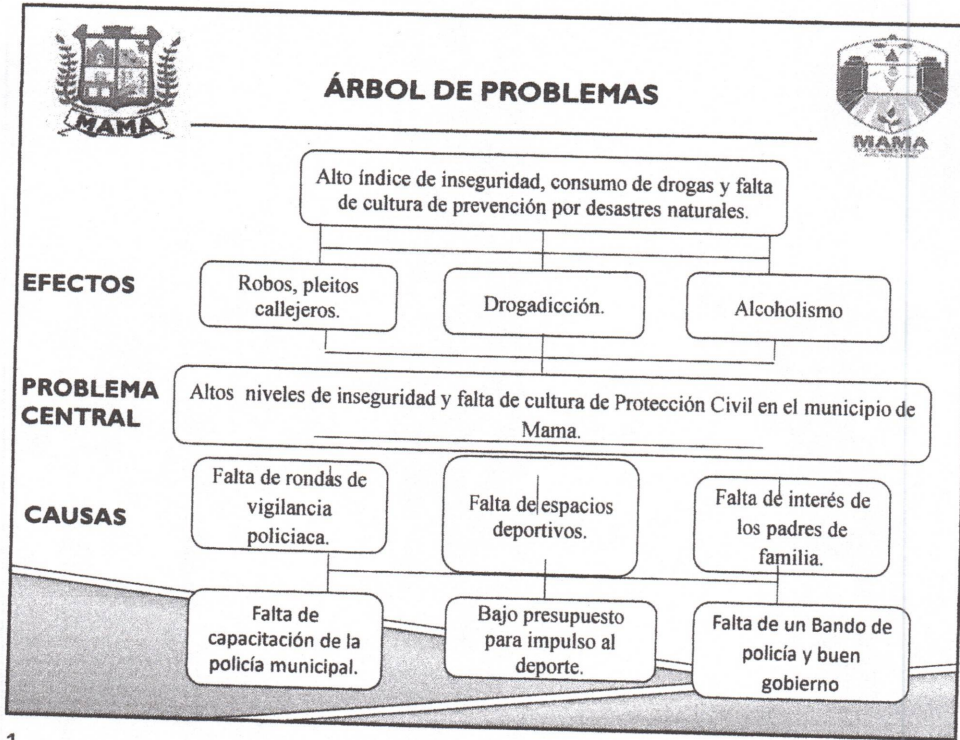 MAMA
ÁRBOL DE PROBLEMAS
MAMA
Alto índice de inseguridad, consumo de drogas y falta
de cultura de prevención por desastres naturales.
EFECTOS
Robos, pleitos
callejeros.
Drogadicción.
Alcoholismo
PROBLEMA
CENTRAL
Altos niveles de inseguridad y falta de cultura de Protección Civil en el municipio de
Mama.
CAUSAS
Falta de rondas de
vigilancia
policiaca.
Falta de espacios
deportivos.
Falta de interés de
los padres de
familia.
Falta de
capacitación de la
policía municipal.
Bajo presupuesto
para impulso al
deporte.
Falta de un Bando de
policía y buen
gobierno
1